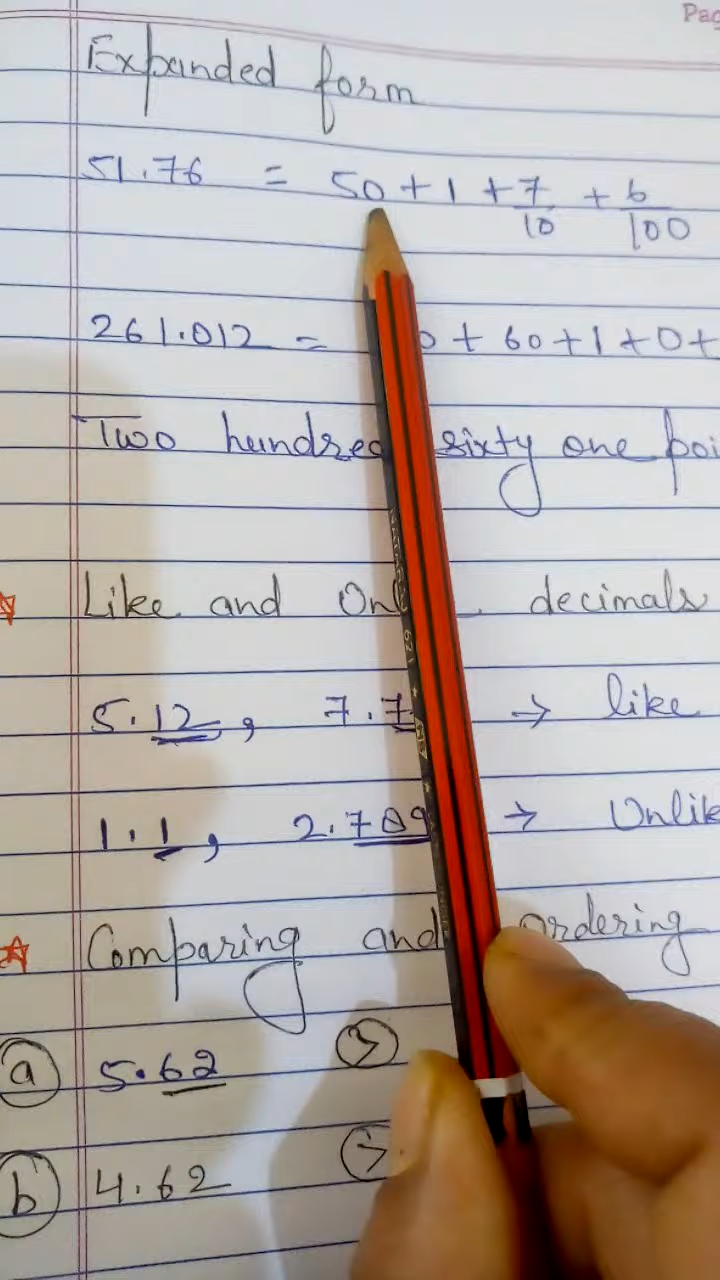 Pag
Expanded form
51.76 = 50 + 1 + 7/10 + 6/100
261.012 = 0 + 60 + 1 + 0 +
Two hundred sixty one poi
Like and decimals
5.12, 7.7 → like
1.1, 2.789 → Unlik
Comparing and ordering
a 5.62 >
b 4.62 >